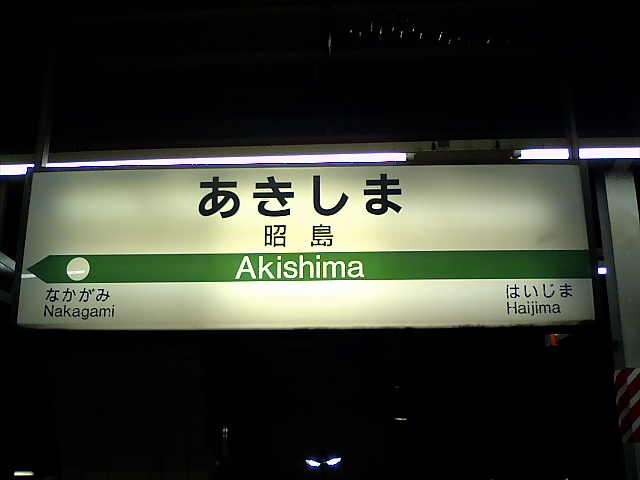 あきしま
昭島
Akishima
なかがみ
Nakagami
はいじま
Haijima